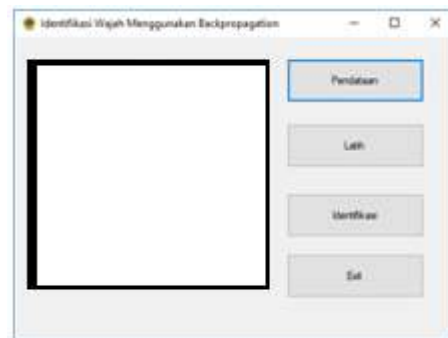 Identifikasi Wajah Menggunakan Backpropagation
Pendataan
Latih
Identifikasi
Exit